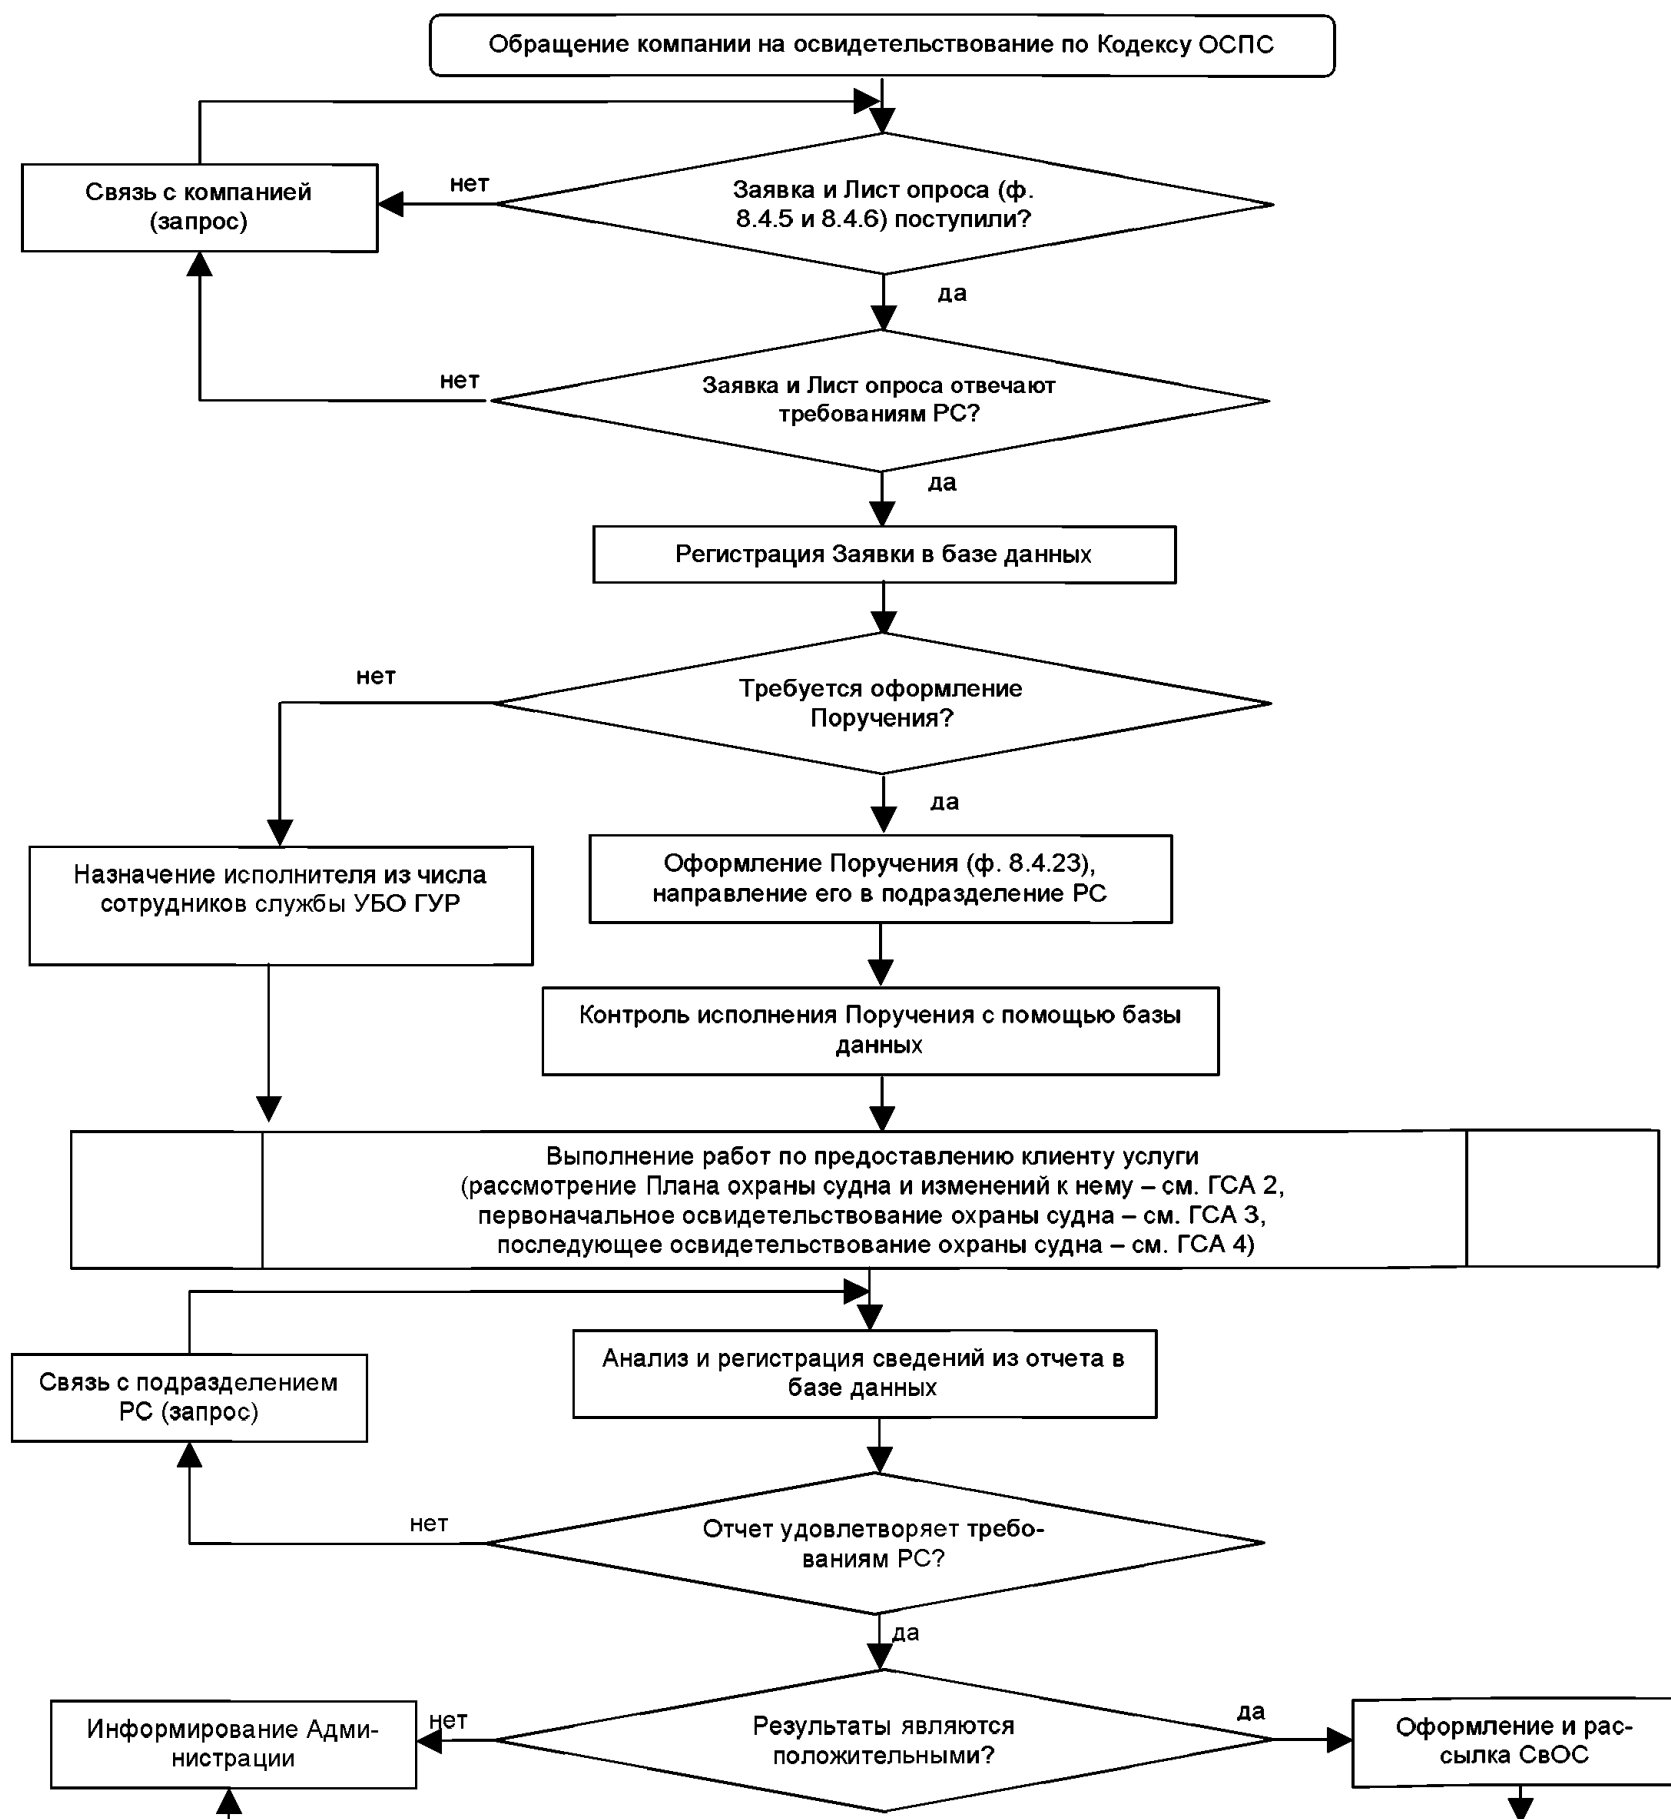 Обращение компании на освидетельствование по Кодексу ОСПС
Связь с компанией
(запрос)
нет
Заявка и Лист опроса (ф.
8.4.5 и 8.4.6) поступили?
да
нет
Заявка и Лист опроса отвечают
требованиям РС?
да
Регистрация Заявки в базе данных
нет
Требуется оформление
Поручения?
да
Назначение исполнителя из числа
сотрудников службы УБО ГУР
Оформление Поручения (ф. 8.4.23),
направление его в подразделение РС
Контроль исполнения Поручения с помощью базы
данных
Выполнение работ по предоставлению клиенту услуги
(рассмотрение Плана охраны судна и изменений к нему – см. ГСА 2,
первоначальное освидетельствование охраны судна – см. ГСА 3,
последующее освидетельствование охраны судна – см. ГСА 4)
Связь с подразделением
РС (запрос)
Анализ и регистрация сведений из отчета в
базе данных
нет
Отчет удовлетворяет требо-
ваниям РС?
да
Информирование Адми-
нистрации
нет
Результаты являются
положительными?
да
Оформление и рас-
сылка СвОС